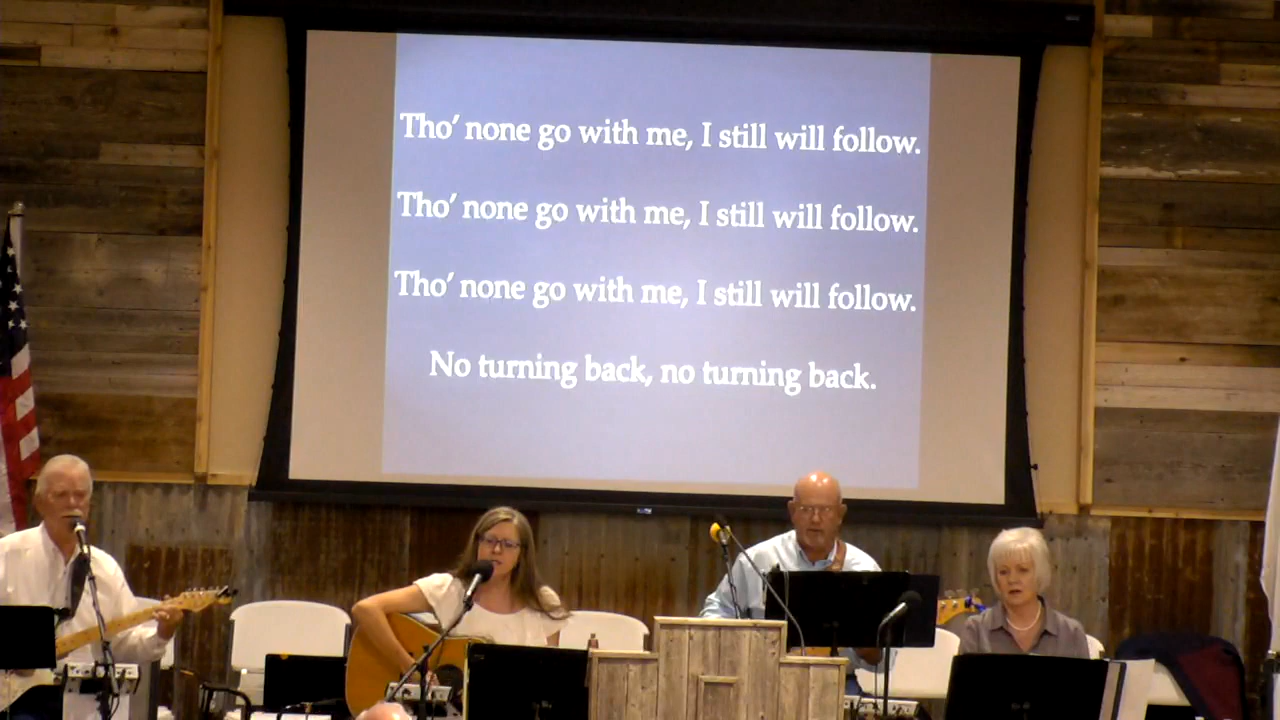 Tho' none go with me, I still will follow.
Tho' none go with me, I still will follow.
Tho' none go with me, I still will follow.
No turning back, no turning back.